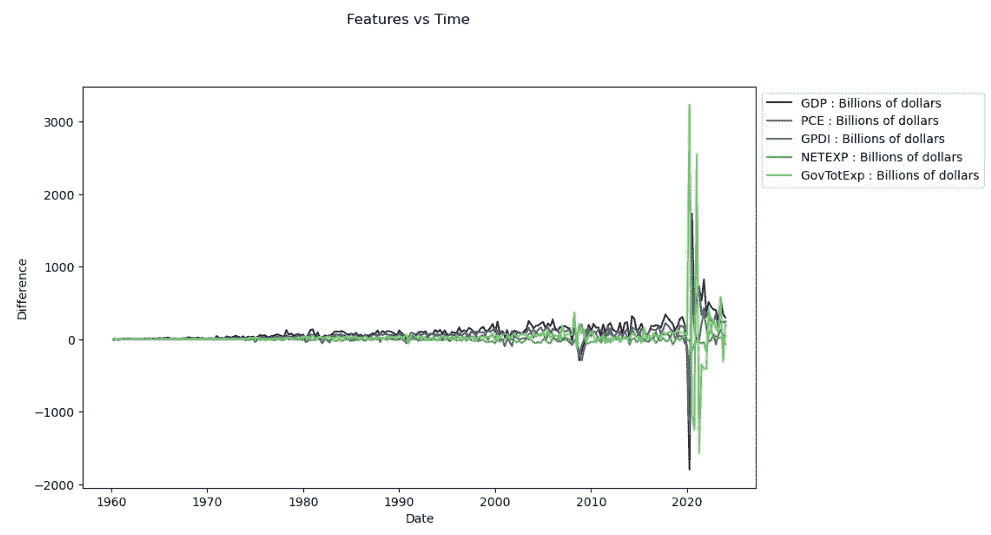 Features vs Time
3000
2000
1000
0
−1000
−2000
Difference
1960 1970 1980 1990 2000 2010 2020
Date
GDP : Billions of dollars
PCE : Billions of dollars
GPDI : Billions of dollars
NETEXP : Billions of dollars
GovTotExp : Billions of dollars